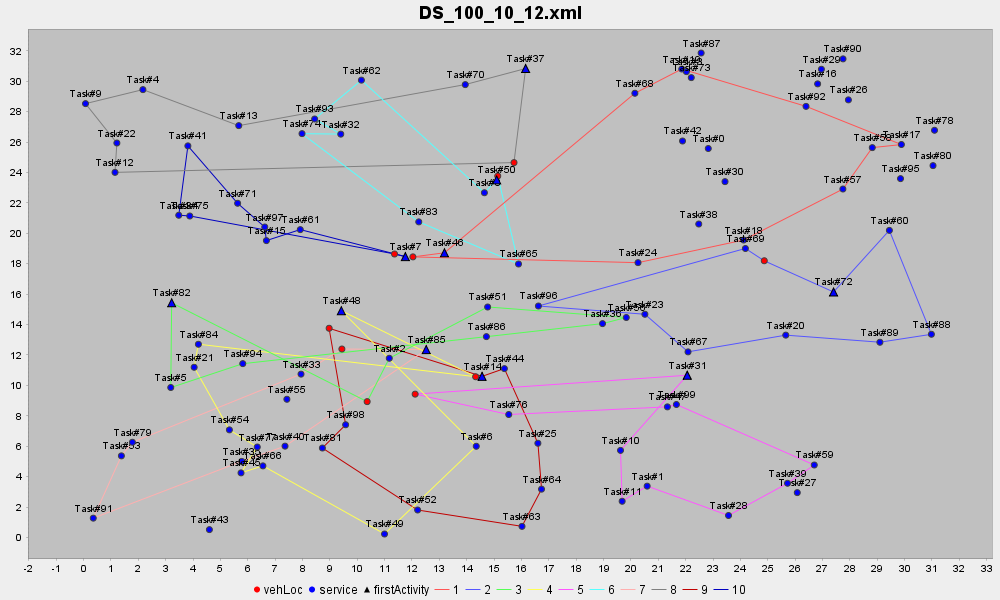 DS_100_10_12.xml
32
30
28
26
24
22
20
18
16
14
12
10
8
6
4
2
0
Task#87
Task#90
Task#37
Task#29
Task#73
Task#62
Task#70
Task#16
Task#4
Task#68
Task#26
Task#9
Task#92
Task#93
Task#13
Task#74
Task#32
Task#78
Task#42
Task#0
Task#17
Task#22
Task#41
Task#80
Task#12
Task#50
Task#30
Task#95
Task#57
Task#71
Task#83
Task#38
Task#97
Task#61
Task#15
Task#60
Task#18
Task#69
Task#7
Task#46
Task#65
Task#24
Task#72
Task#82
Task#48
Task#51
Task#96
Task#23
Task#36
Task#86
Task#84
Task#85
Task#2
Task#67
Task#20
Task#89
Task#88
Task#21
Task#94
Task#33
Task#14
Task#44
Task#31
Task#5
Task#55
Task#76
Task#99
Task#54
Task#98
Task#79
Task#40
Task#81
Task#6
Task#25
Task#10
Task#53
Task#66
Task#45
Task#59
Task#64
Task#11
Task#1
Task#39
Task#27
Task#91
Task#43
Task#49
Task#52
Task#63
Task#28
-2 -1 0 1 2 3 4 5 6 7 8 9 10 11 12 13 14 15 16 17 18 19 20 21 22 23 24 25 26 27 28 29 30 31 32 33
vehLoc service firstActivity 1 2 3 4 5 6 7 8 9 10